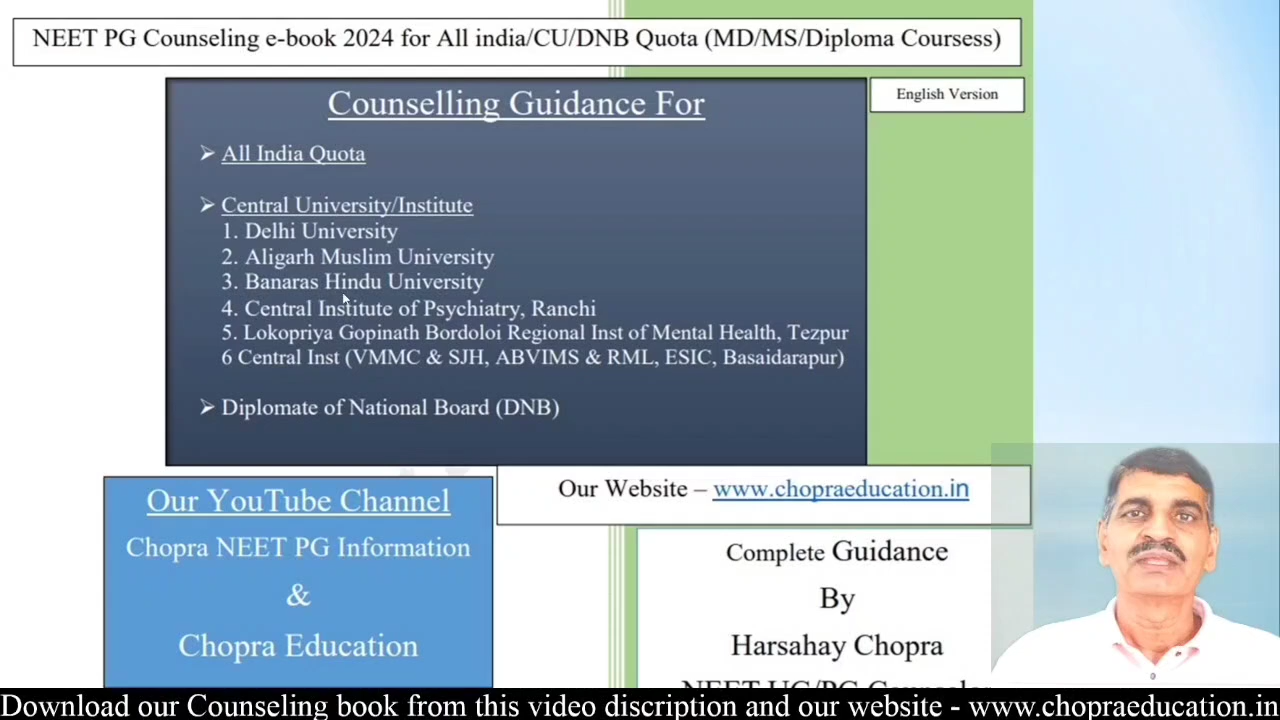 NEET PG Counseling e-book 2024 for All india/CU/DNB Quota (MD/MS/Diploma Coursess)
English Version
Counselling Guidance For
➢ All India Quota
➢ Central University/Institute
1. Delhi University
2. Aligarh Muslim University
3. Banaras Hindu University
4. Central Institute of Psychiatry, Ranchi
5. Lokopriya Gopinath Bordoloi Regional Inst of Mental Health, Tezpur
6 Central Inst (VMMC & SJH, ABVIMS & RML, ESIC, Basaidarapur)
➢ Diplomate of National Board (DNB)
Our YouTube Channel
Chopra NEET PG Information
&
Chopra Education
Our Website – www.chopraeducation.in
Complete Guidance
By
Harsahay Chopra
NEET UG/PG Counselor
Download our Counseling book from this video discription and our website - www.chopraeducation.in